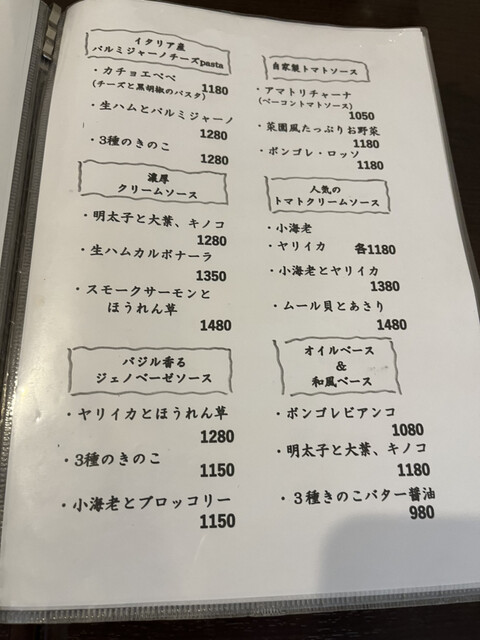 イタリア産
パルミジャーノチーズpasta
・カチョエペペ
(チーズと黒胡椒のパスタ) 1180
・生ハムとパルミジャーノ
1280
・3種のきのこ
1280
濃厚
クリームソース
・明太子と大葉、キノコ
1280
・生ハムカルボナーラ
1350
・スモークサーモンと
ほうれん草
1480
バジル香る
ジェノベーゼソース
・ヤリイカとほうれん草
1280
・3種のきのこ
1150
・小海老とブロッコリー
1150
自家製トマトソース
・アマトリチャーナ
(ベーコントマトソース)
1050
・菜園風たっぷりお野菜
1180
・ボンゴレ・ロッソ
1180
人気の
トマトクリームソース
・小海老
・ヤリイカ 各1180
・小海老とヤリイカ
1380
・ムール貝とあさり
1480
オイルベース
&
和風ベース
・ボンゴレビアンコ
1080
・明太子と大葉、キノコ
1180
・3種きのこバター醤油
980